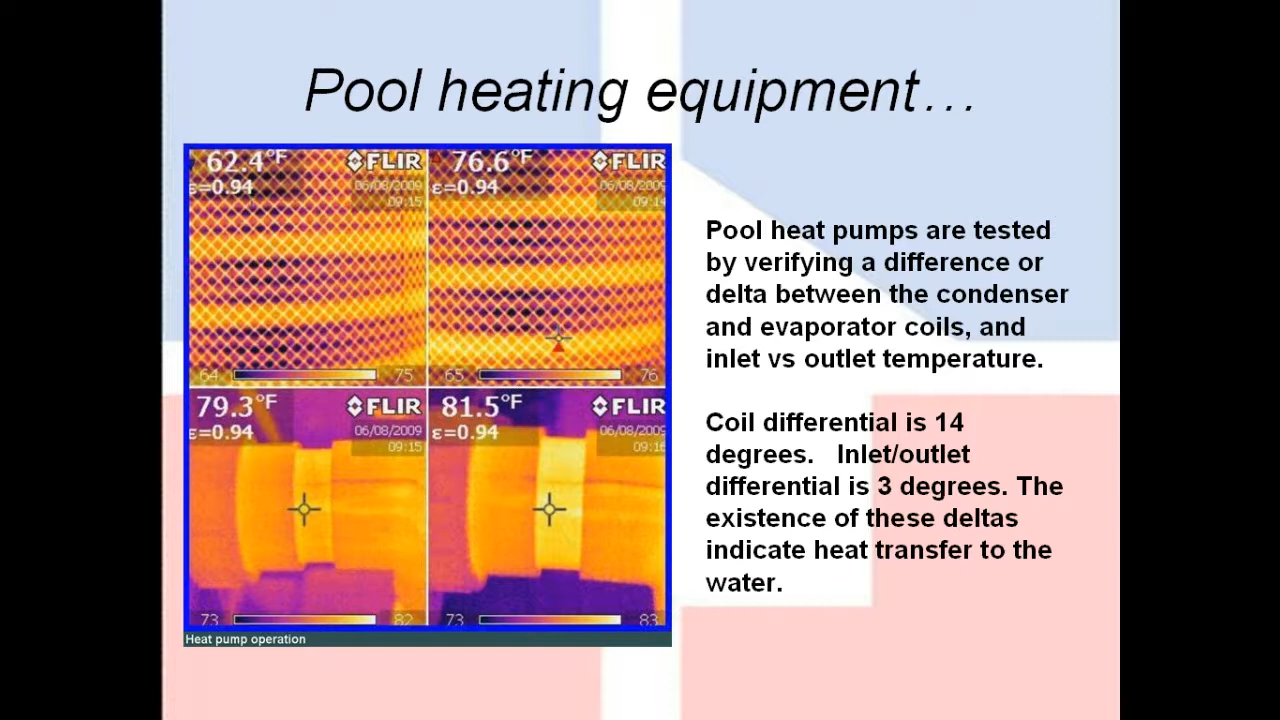 Pool heating equipment…
62.4°F
FLIR
ε=0.94
06/08/2009
09:15
64
75
76.6°F
FLIR
ε=0.94
06/08/2009
09:14
65
76
79.3°F
FLIR
ε=0.94
06/08/2009
09:15
73
82
81.5°F
FLIR
ε=0.94
06/08/2009
09:16
73
83
Heat pump operation
Pool heat pumps are tested
by verifying a difference or
delta between the condenser
and evaporator coils, and
inlet vs outlet temperature.
Coil differential is 14
degrees. Inlet/outlet
differential is 3 degrees. The
existence of these deltas
indicate heat transfer to the
water.